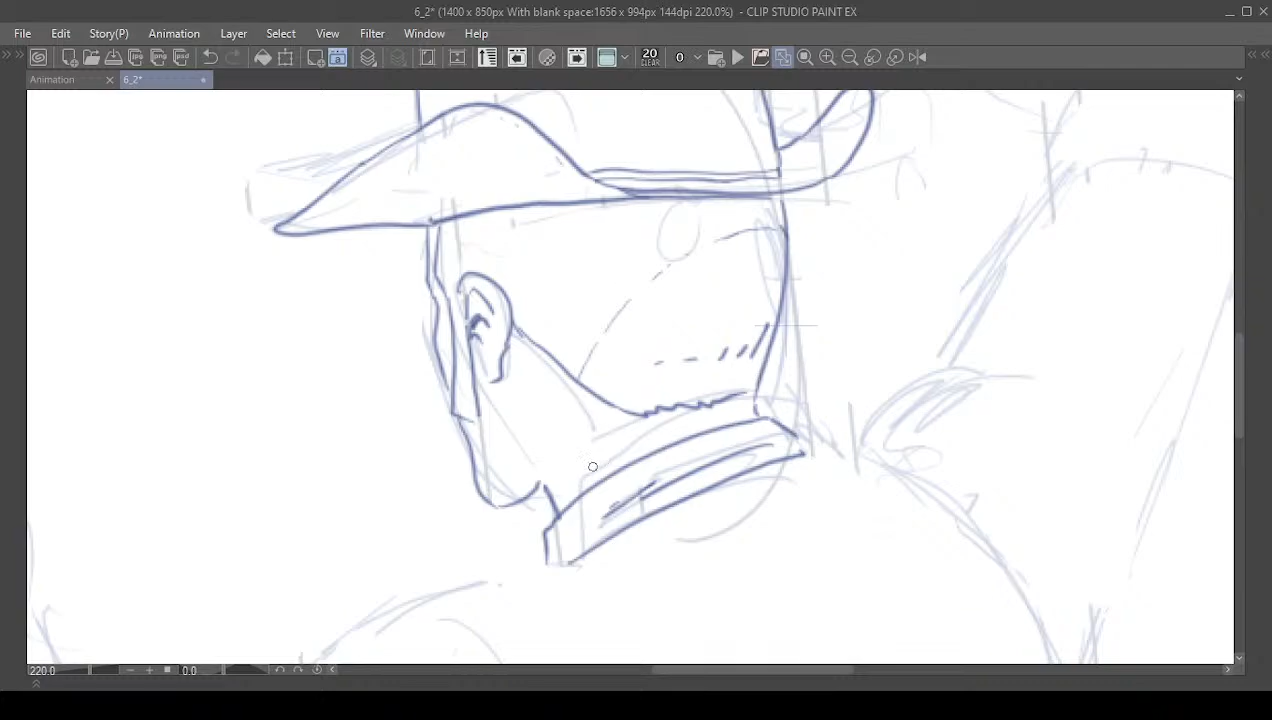 6_2* (1400 x 850px With blank space:1656 x 994px 144dpi 220.0%) - CLIP STUDIO PAINT EX
File Edit Story(P) Animation Layer Select View Filter Window Help
20 CLEAR 0
Animation 6_2*
220.0 0.0